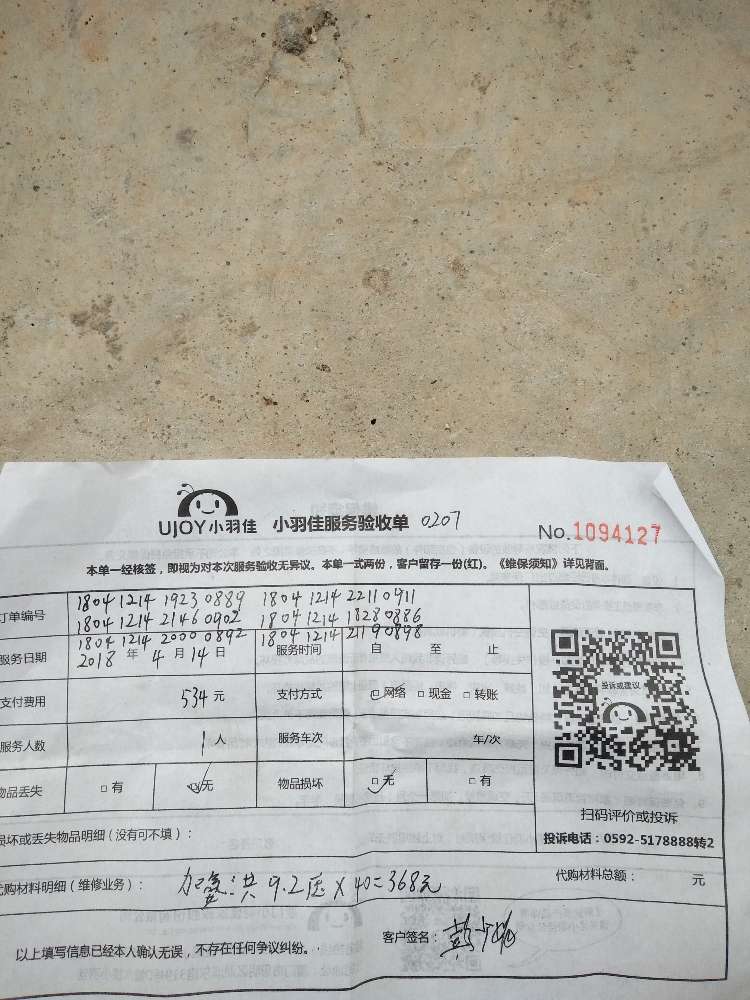 UJOY小羽佳 小羽佳服务验收单 0207
No.1094127
本单一经核签，即视为对本次服务验收无异议。本单一式两份，客户留存一份(红)。《维保须知》详见背面。
订单编号 1804 1214 1923 0889 1804 1214 2211 0911
1804 1214 2146 0902 1804 1214 1828 0886
1804 1214 2000 0892 1804 1214 2119 0898
服务日期 2018 年 4 月 14 日 服务时间 自 至 止
支付费用 534 元 支付方式 网络 现金 转账
投诉或建议
服务人数 1 人 服务车次 车/次
物品丢失 有 无 物品损坏 无 有
扫码评价或投诉
投诉电话：0592-5178888转2
损坏或丢失物品明细（没有可不填）：
代购材料明细（维修业务）： 加 共9.2压×40=368元 代购材料总额： 元
以上填写信息已经本人确认无误，不存在任何争议纠纷。 客户签名：